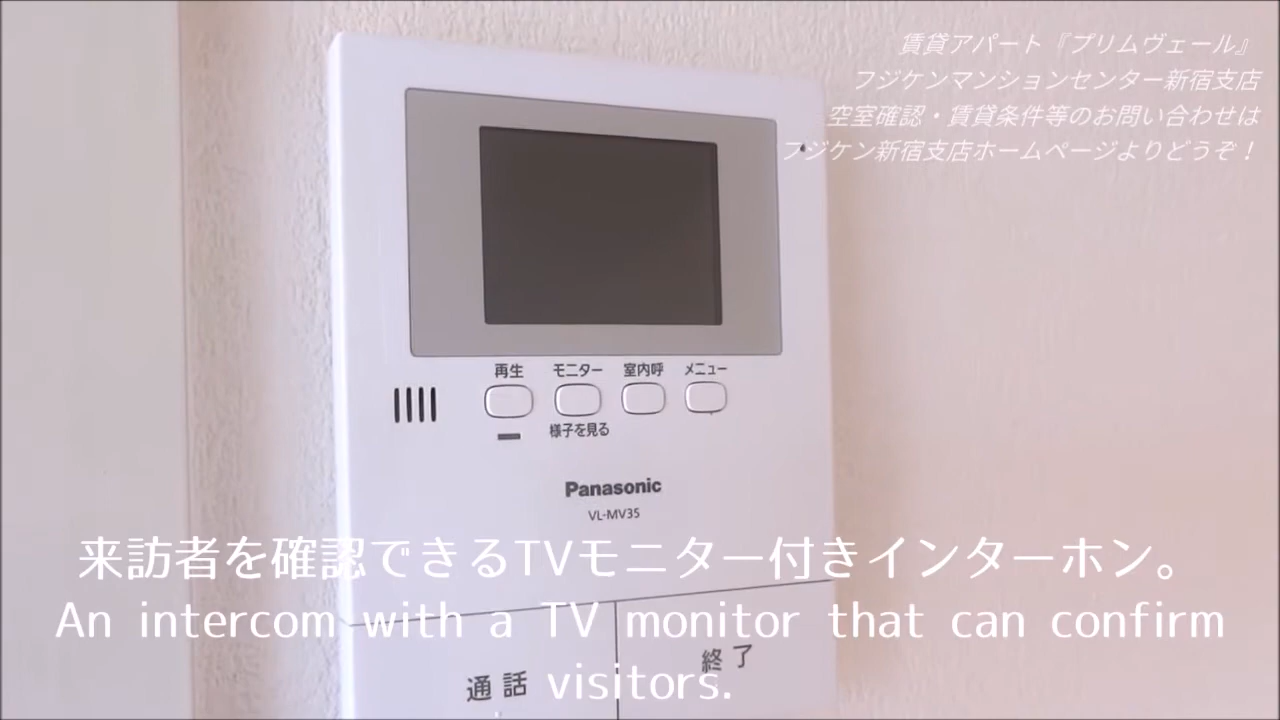 賃貸アパート『プリムヴェール』
フジケンマンションセンター新宿支店
空室確認・賃貸条件等のお問い合わせは
フジケン新宿支店ホームページよりどうぞ！
再生 モニター 室内呼 メニュー
様子を見る
Panasonic
VL-MV35
来訪者を確認できるTVモニター付きインターホン。
An intercom with a TV monitor that can confirm
visitors.
通話 終了